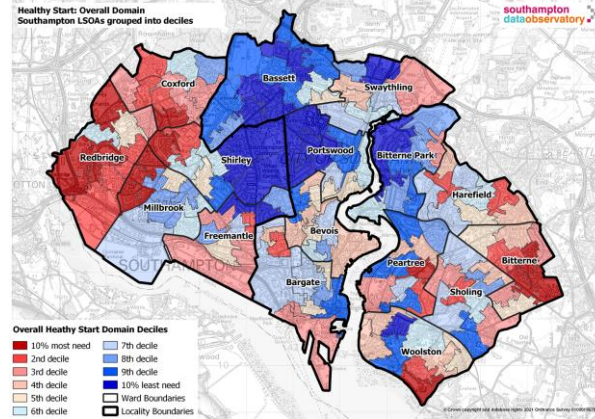 Healthy Start: Overall Domain
Southampton LSOAs grouped into deciles
southampton
dataobservatory
Coxford
Bassett
Swaythling
Redbridge
Shirley
Portswood
Bitterne Park
Millbrook
Harefield
Freemantle
Bevois
SOUTHAMPTON
Bitterne
Peartree
Bargate
Sholing
Woolston
Overall Heathy Start Domain Deciles
10% most need
2nd decile
3rd decile
4th decile
5th decile
6th decile
7th decile
8th decile
9th decile
10% least need
Ward Boundaries
Locality Boundaries